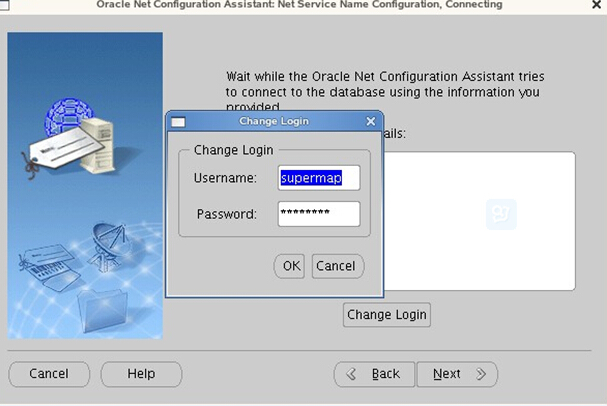 Oracle Net Configuration Assistant: Net Service Name Configuration, Connecting
Wait while the Oracle Net Configuration Assistant tries
to connect to the database using the information you
provided.
ails:
Change Login
Change Login
Username:
supermap
Password:
********
OK
Cancel
Change Login
Cancel
Help
Back
Next